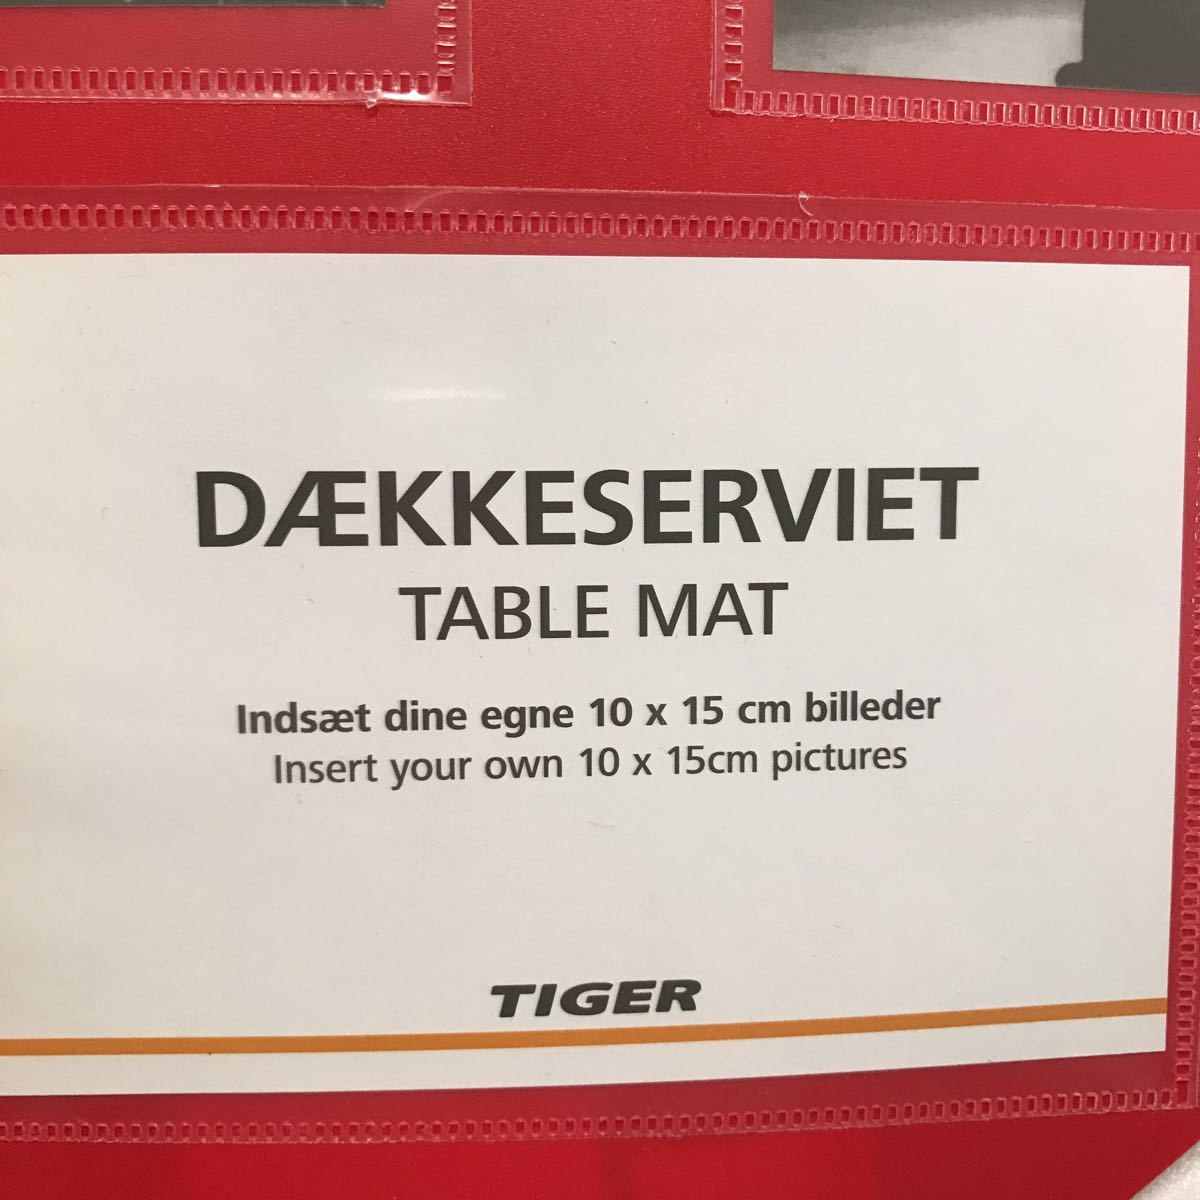 DÆKKESERVIET
TABLE MAT
Indsæt dine egne 10 x 15 cm billeder
Insert your own 10 x 15cm pictures
TIGER